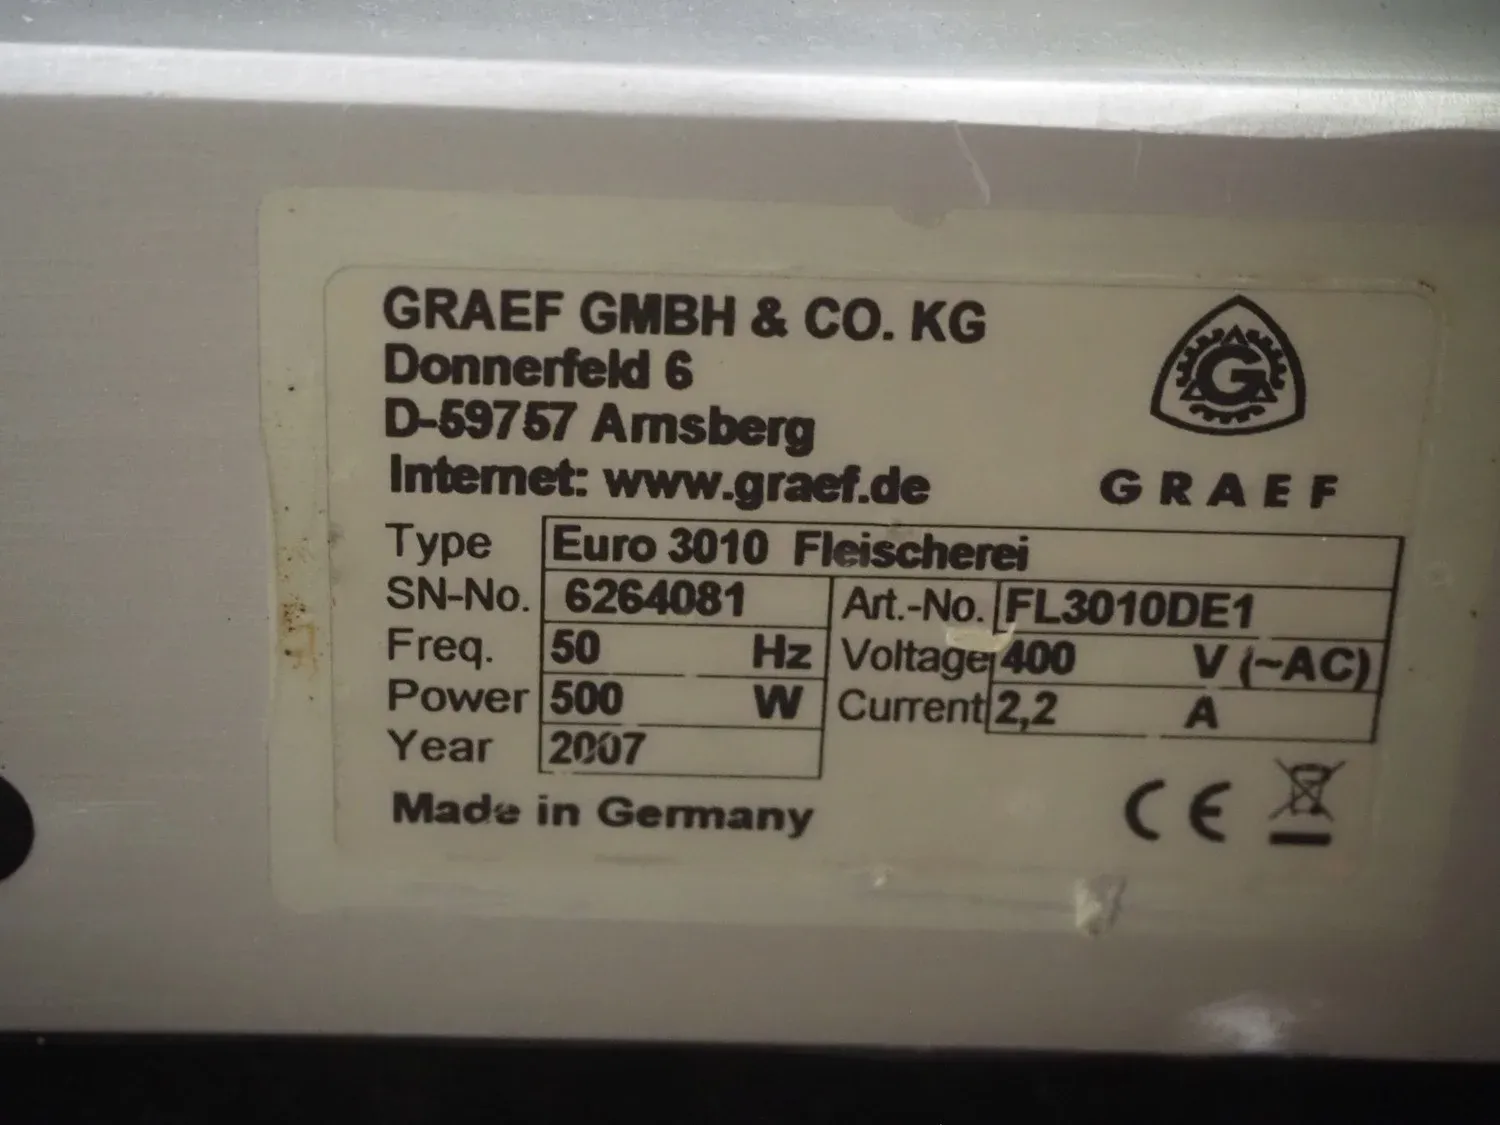 GRAEF GMBH & CO. KG
Donnerfeld 6
D-59757 Arnsberg
Internet: www.graef.de
G
GRAEF
Type Euro 3010 Fleischerei
SN-No. 6264081 Art.-No. FL3010DE1
Freq. 50 Hz Voltage 400 V (~AC)
Power 500 W Current 2,2 A
Year 2007
Made in Germany CE